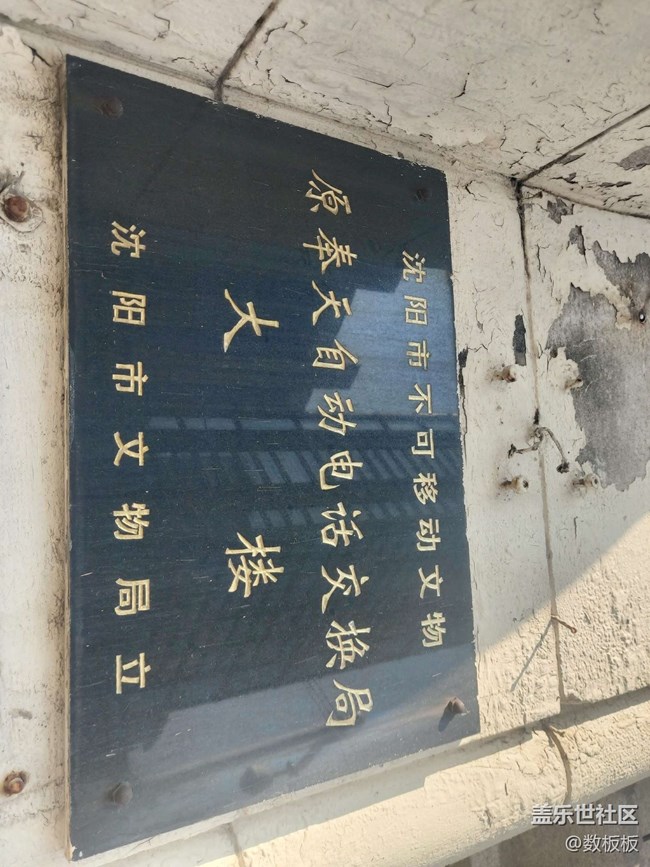 沈阳市不可移动文物
原奉天自动电话交换局
大楼
沈阳市文物局立
盖乐世社区
@数板板